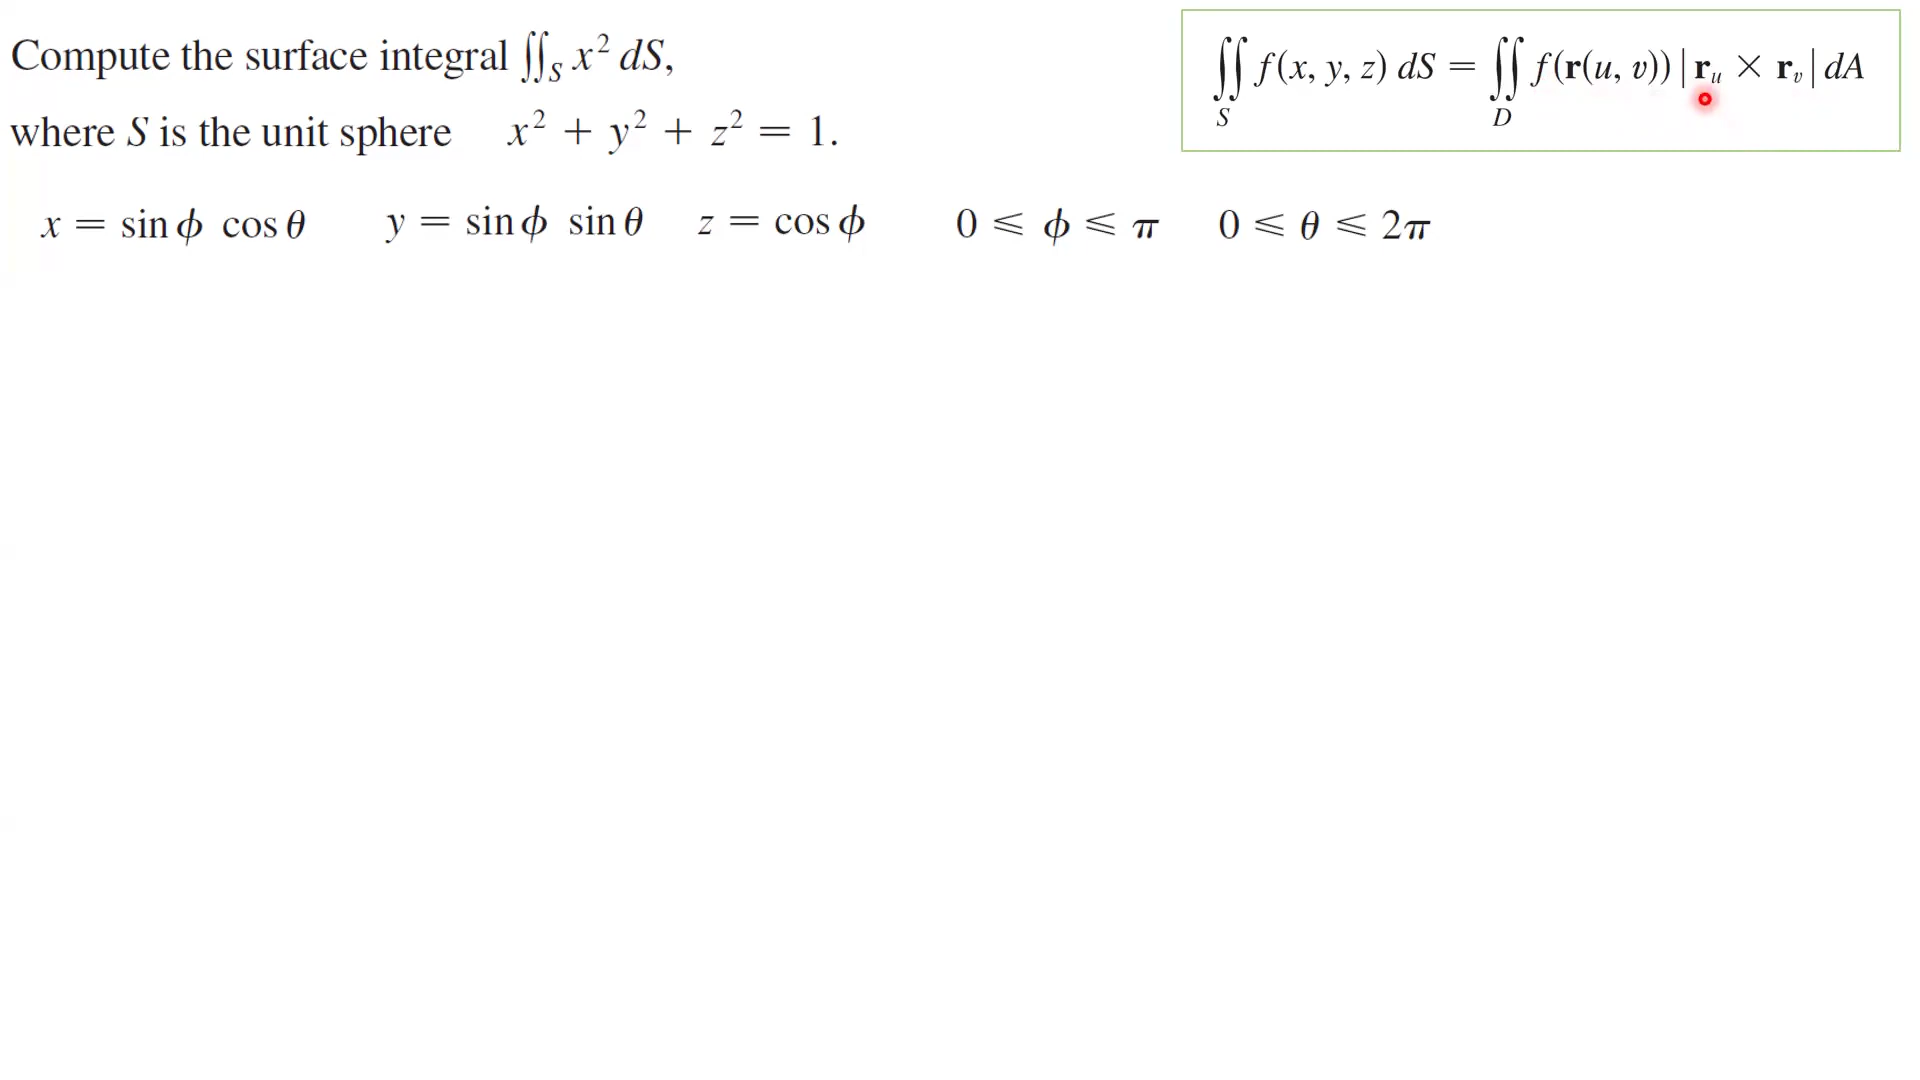 Compute the surface integral ∬_S x² dS,
where S is the unit sphere x² + y² + z² = 1.
∬_S f(x, y, z) dS = ∬_D f(r(u, v)) | r_u × r_v | dA
x = sin ϕ cos θ y = sin ϕ sin θ z = cos ϕ 0 ⩽ ϕ ⩽ π 0 ⩽ θ ⩽ 2π